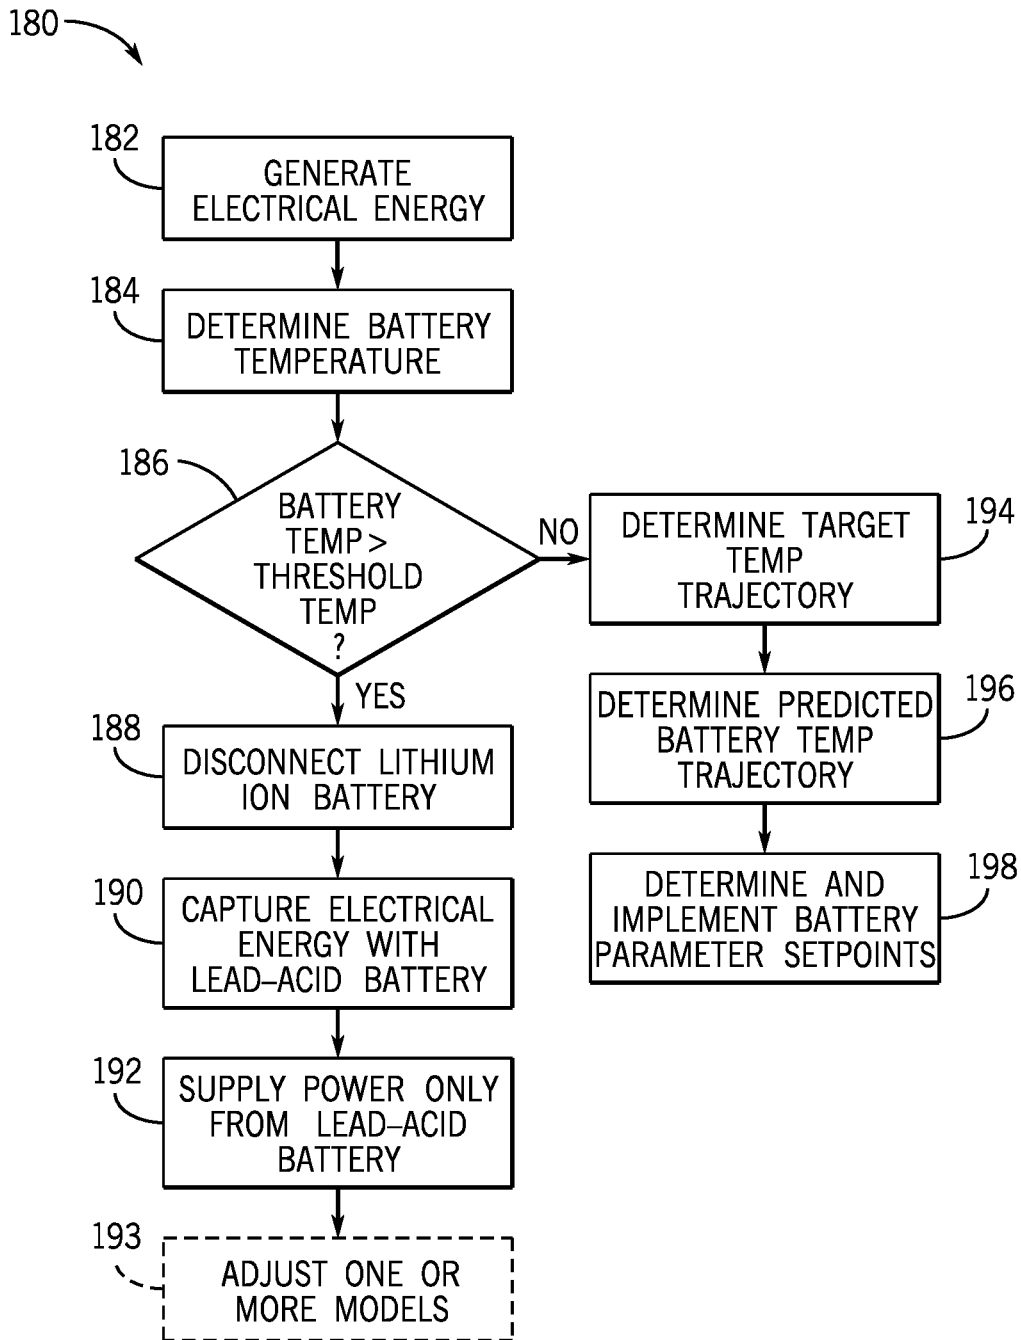 180
182
GENERATE
ELECTRICAL ENERGY
184
DETERMINE BATTERY
TEMPERATURE
186
BATTERY
TEMP >
THRESHOLD
TEMP
?
NO
YES
188
DISCONNECT LITHIUM
ION BATTERY
190
CAPTURE ELECTRICAL
ENERGY WITH
LEAD–ACID BATTERY
192
SUPPLY POWER ONLY
FROM LEAD–ACID
BATTERY
193
ADJUST ONE OR
MORE MODELS
DETERMINE TARGET
TEMP
TRAJECTORY
194
DETERMINE PREDICTED
BATTERY TEMP
TRAJECTORY
196
DETERMINE AND
IMPLEMENT BATTERY
PARAMETER SETPOINTS
198